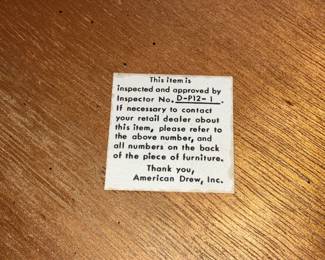 This item is
inspected and approved by
Inspector No. D-P12-1.
If necessary to contact
your retail dealer about
this item, please refer to
the above number, and
all numbers on the back
of the piece of furniture.
Thank you,
American Drew, Inc.